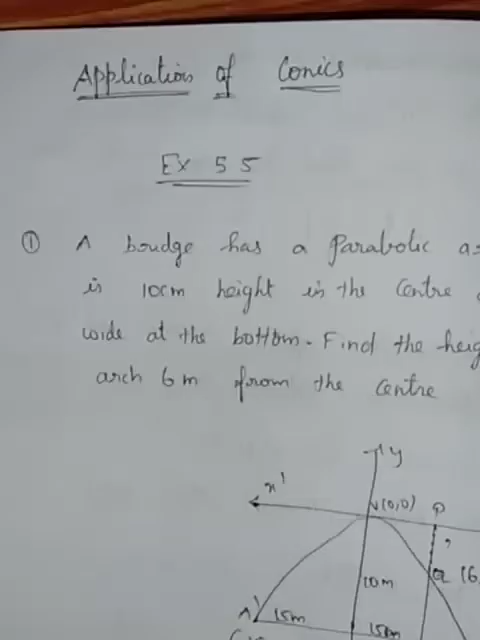 Application of Conics
Ex 5 5
① A bridge has a Parabolic
is 10cm height in the Centre
wide at the bottom. Find the
arch 6m from the centre
y
x'
V(0,0) P
10m
Q (6,
A' 15m 15m